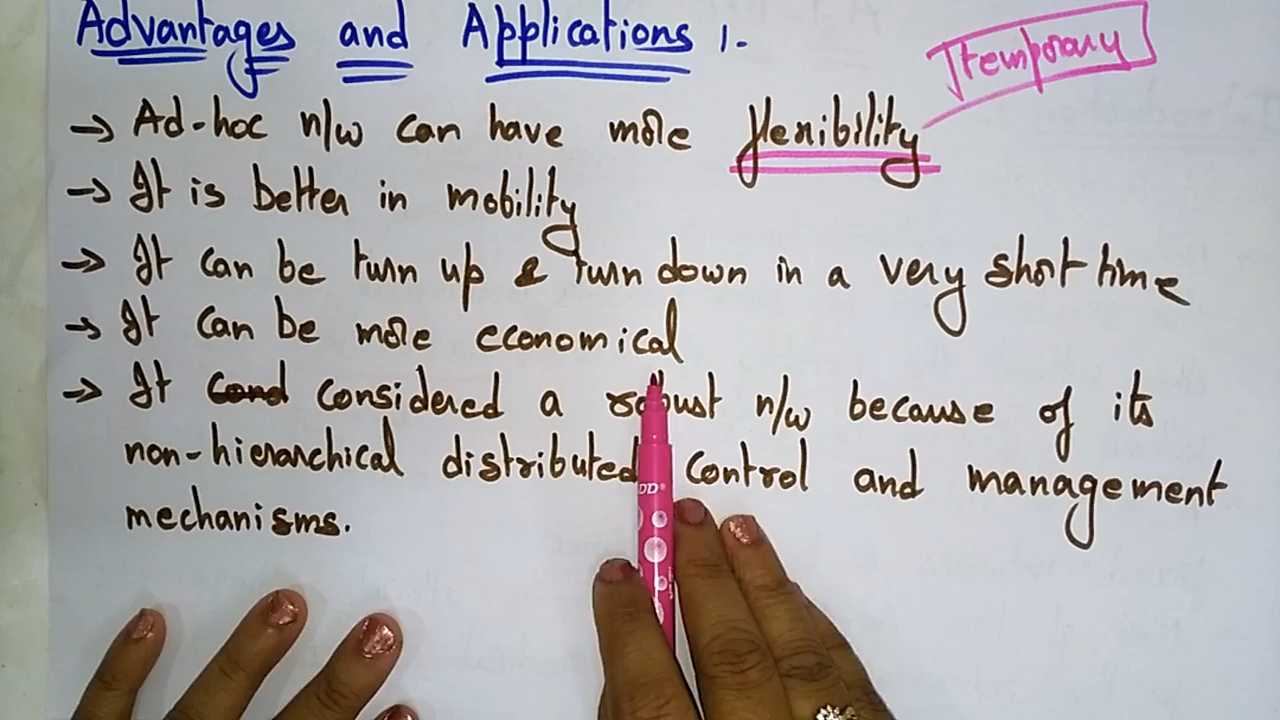 Advantages and Applications :-
Temporary
→ Ad-hoc n/w can have more flexibility
→ It is better in mobility
→ It can be turn up & turn down in a very short time
→ It can be more economical
→ It considered a robust n/w because of its
non-hierarchical distributed control and management
mechanisms.